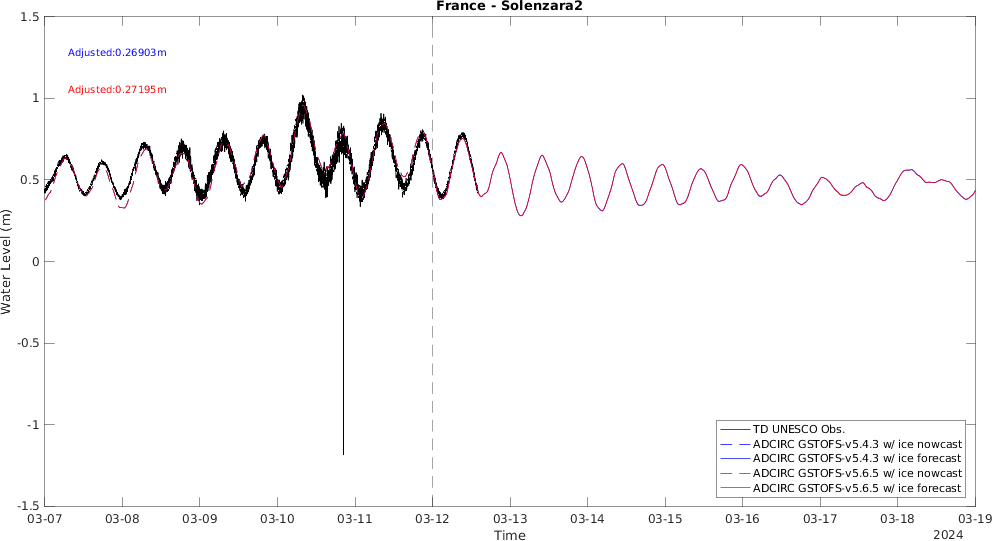 France - Solenzara2
Adjusted:0.26903m
Adjusted:0.27195m
Water Level (m)
1.5
1
0.5
0
-0.5
-1
-1.5
TD UNESCO Obs.
ADCIRC GSTOFS-v5.4.3 w/ ice nowcast
ADCIRC GSTOFS-v5.4.3 w/ ice forecast
ADCIRC GSTOFS-v5.6.5 w/ ice nowcast
ADCIRC GSTOFS-v5.6.5 w/ ice forecast
03-07 03-08 03-09 03-10 03-11 03-12 03-13 03-14 03-15 03-16 03-17 03-18 03-19
Time
2024